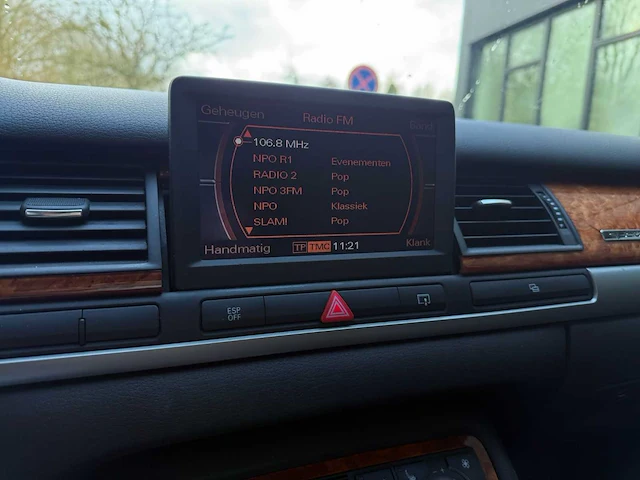 Geheugen Radio FM Band
106.8 MHz
NPO R1 Evenementen
RADIO 2 Pop
NPO 3FM Pop
NPO Klassiek
SLAM! Pop
Handmatig TP TMC 11:21 Klank
ESP
OFF